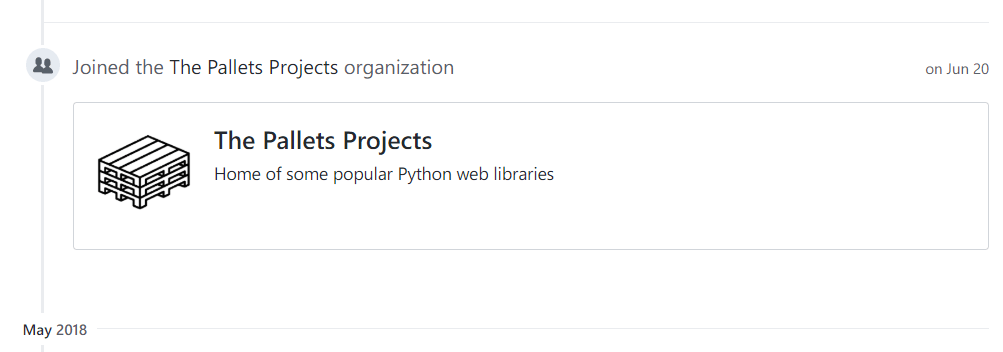 Joined the The Pallets Projects organization on Jun 20
The Pallets Projects
Home of some popular Python web libraries
May 2018